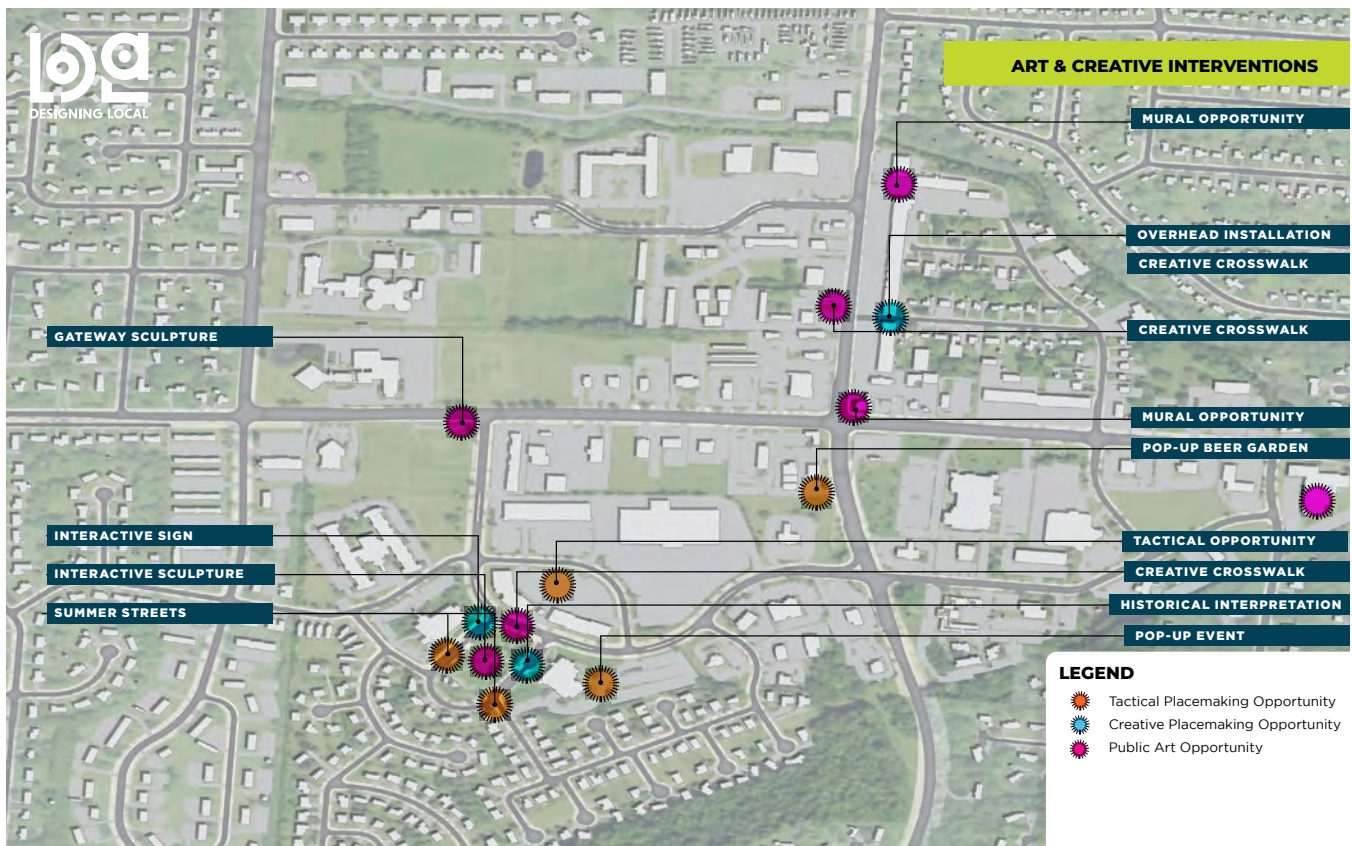 DESIGNING LOCAL
ART & CREATIVE INTERVENTIONS
MURAL OPPORTUNITY
OVERHEAD INSTALLATION
CREATIVE CROSSWALK
CREATIVE CROSSWALK
GATEWAY SCULPTURE
MURAL OPPORTUNITY
POP-UP BEER GARDEN
INTERACTIVE SIGN
TACTICAL OPPORTUNITY
INTERACTIVE SCULPTURE
CREATIVE CROSSWALK
SUMMER STREETS
HISTORICAL INTERPRETATION
POP-UP EVENT
LEGEND
Tactical Placemaking Opportunity
Creative Placemaking Opportunity
Public Art Opportunity